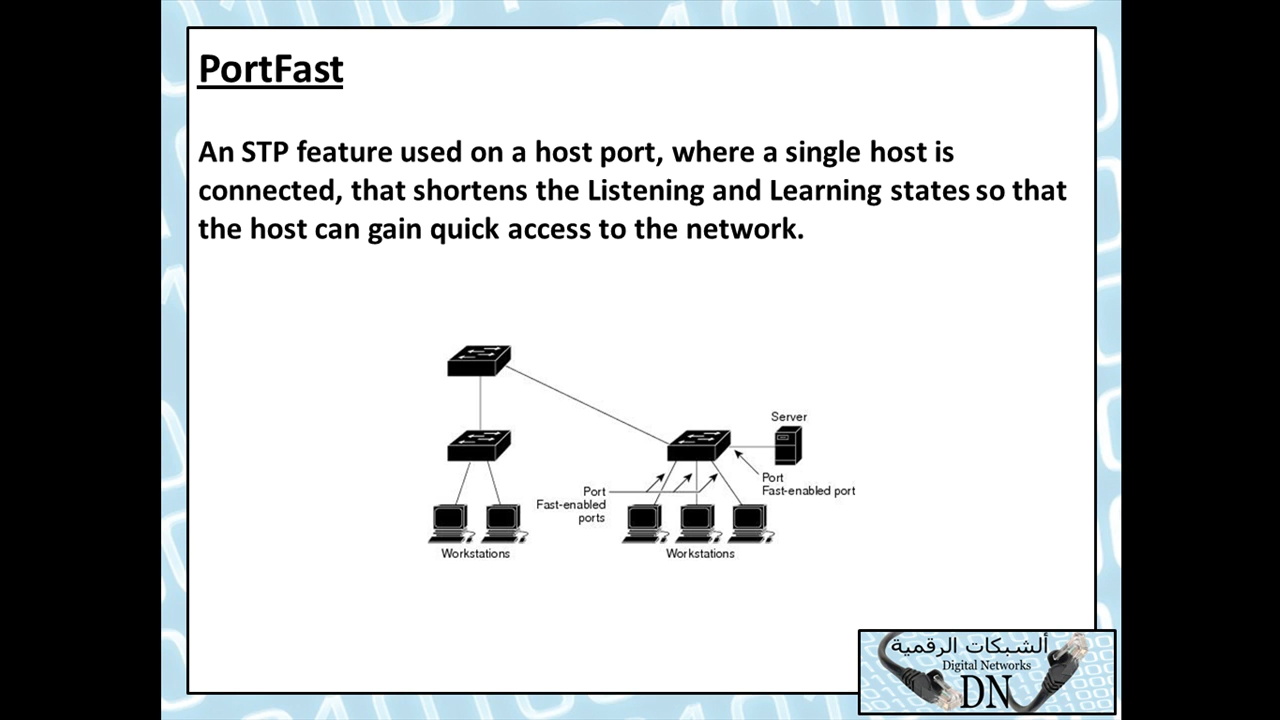 PortFast
An STP feature used on a host port, where a single host is
connected, that shortens the Listening and Learning states so that
the host can gain quick access to the network.
Server
Port
Fast-enabled port
Port
Fast-enabled
ports
Workstations
Workstations
ألشبكات الرقمية
Digital Networks
DN